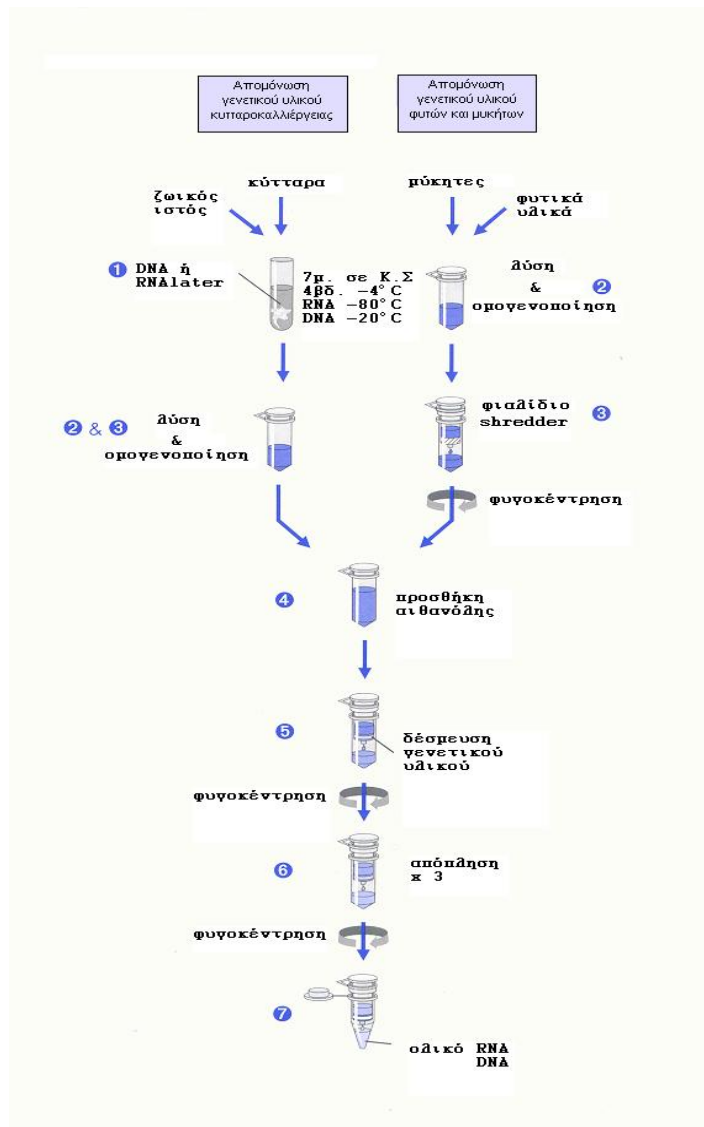 Απομόνωση
γενετικού υλικού
κυτταροκαλλιέργειας
Απομόνωση
γενετικού υλικού
φυτών και μυκήτων
ζωικός
ιστός
κύτταρα
μύκητες
φυτικά
υλικά
1 DNA ή
RNAlater
7μ. σε Κ.Σ
4βδ. -4°C
RNA -80°C
DNA -20°C
λύση
&
ομογενοποίηση
2
2 & 3
λύση
&
ομογενοποίηση
φιαλίδιο
shredder
3
φυγοκέντρηση
4
προσθήκη
αιθανόλης
5
δέσμευση
γενετικού
υλικού
φυγοκέντρηση
6
απόπληση
x 3
φυγοκέντρηση
7
ολικό RNA
DNA